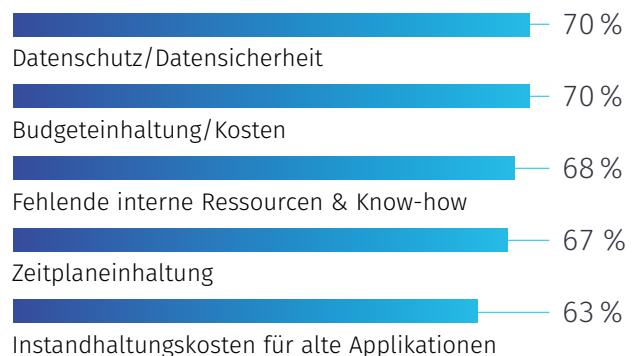 70 %
Datenschutz/Datensicherheit
70 %
Budgeteinhaltung/Kosten
68 %
Fehlende interne Ressourcen & Know-how
67 %
Zeitplaneinhaltung
63 %
Instandhaltungskosten für alte Applikationen